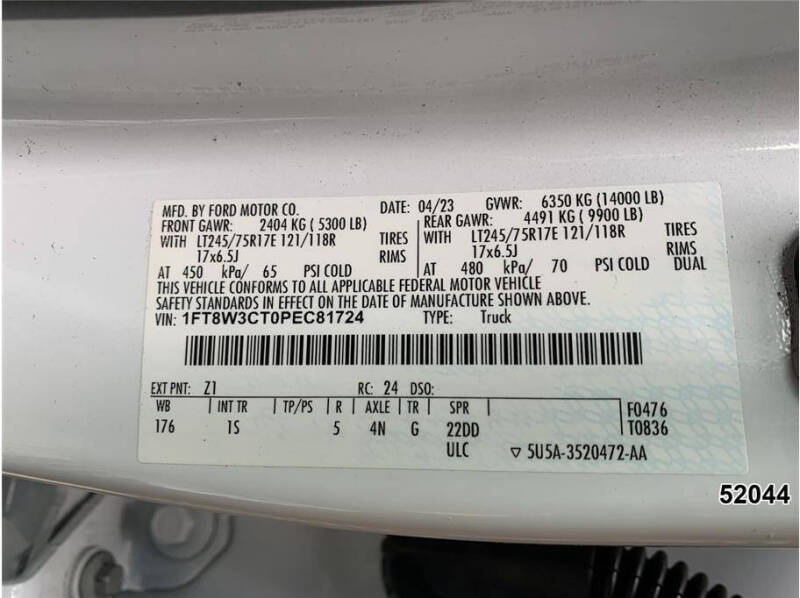 MFD. BY FORD MOTOR CO. DATE: 04/23 GVWR: 6350 KG (14000 LB)
FRONT GAWR: 2404 KG ( 5300 LB) REAR GAWR: 4491 KG ( 9900 LB)
WITH LT245/75R17E 121/118R TIRES WITH LT245/75R17E 121/118R TIRES
17x6.5J RIMS 17x6.5J RIMS
AT 450 kPa/ 65 PSI COLD AT 480 kPa/ 70 PSI COLD DUAL
THIS VEHICLE CONFORMS TO ALL APPLICABLE FEDERAL MOTOR VEHICLE
SAFETY STANDARDS IN EFFECT ON THE DATE OF MANUFACTURE SHOWN ABOVE.
VIN: 1FT8W3CT0PEC81724 TYPE: Truck
EXT PNT: Z1 RC: 24 DSO:
WB INT TR TP/PS R AXLE TR SPR F0476
176 1S 5 4N G 22DD T0836
ULC ▽ 5U5A-3520472-AA
52044